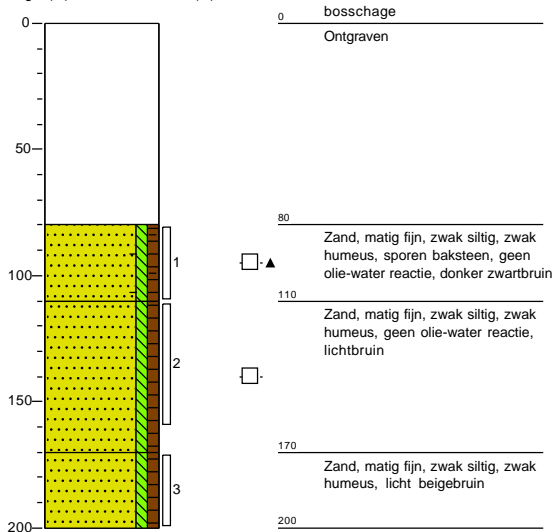 0
50
100
150
200
1
2
3
0
bosschage
Ontgraven
80
Zand, matig fijn, zwak siltig, zwak
humeus, sporen baksteen, geen
olie-water reactie, donker zwartbruin
110
Zand, matig fijn, zwak siltig, zwak
humeus, geen olie-water reactie,
lichtbruin
170
Zand, matig fijn, zwak siltig, zwak
humeus, licht beigebruin
200